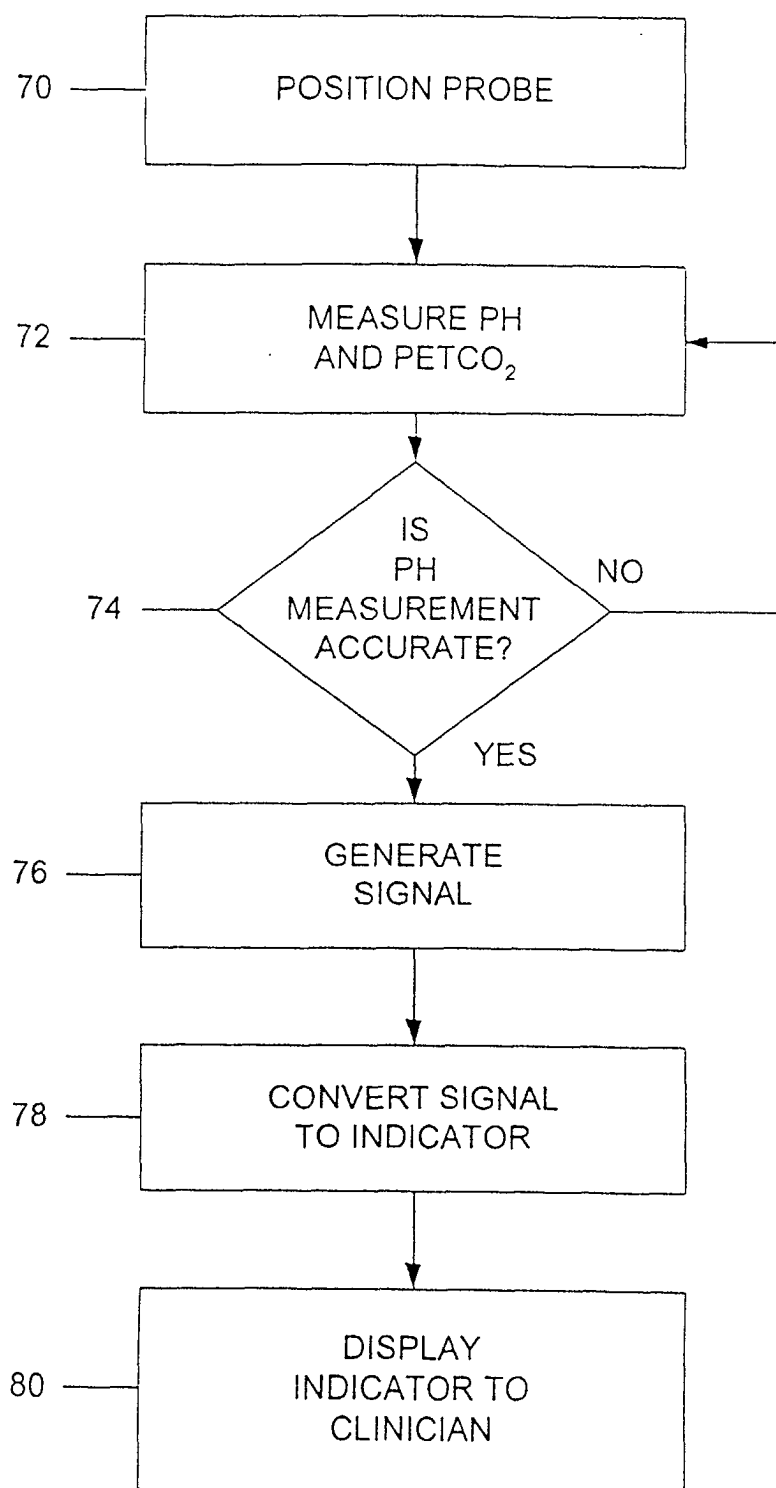 70
POSITION PROBE
72
MEASURE PH
AND PETCO₂
74
IS
PH
MEASUREMENT
ACCURATE?
NO
YES
76
GENERATE
SIGNAL
78
CONVERT SIGNAL
TO INDICATOR
80
DISPLAY
INDICATOR TO
CLINICIAN